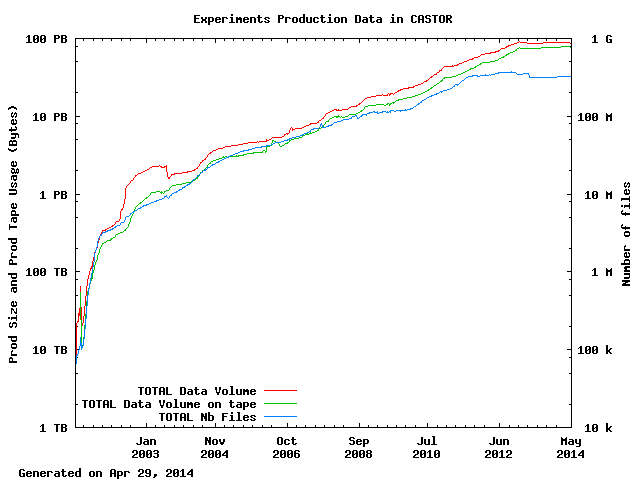 Experiments Production Data in CASTOR
100 PB
10 PB
1 PB
100 TB
10 TB
1 TB
Prod Size and Prod Tape Usage (Bytes)
1 G
100 M
10 M
1 M
100 k
10 k
Number of files
TOTAL Data Volume
TOTAL Data Volume on tape
TOTAL Nb Files
Jan Nov Oct Sep Jul Jun May
2003 2004 2006 2008 2010 2012 2014
Generated on Apr 29, 2014